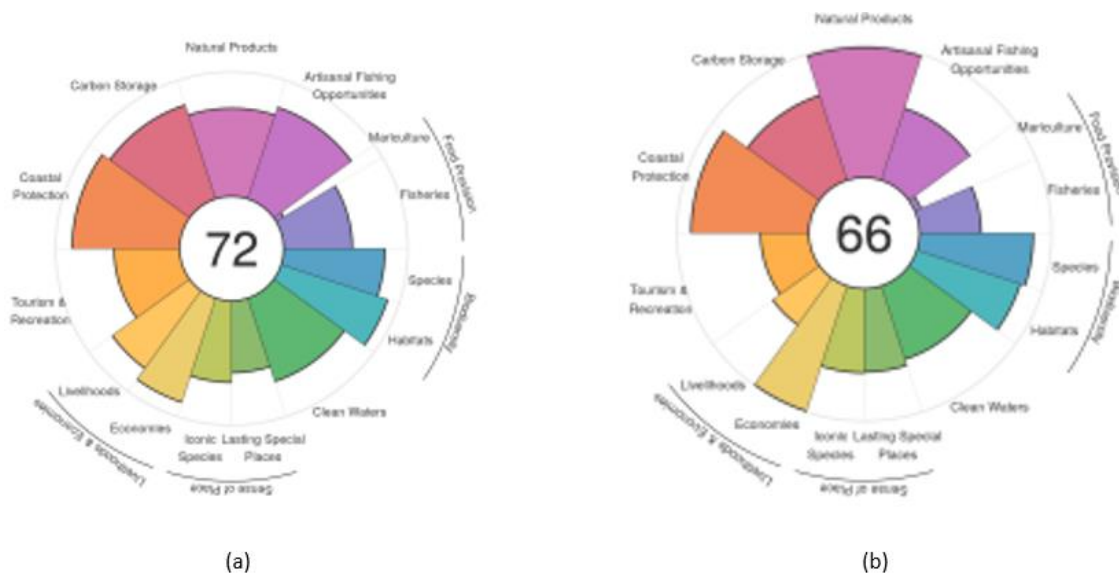 Natural Products
Carbon Storage
Artisanal Fishing
Opportunities
Mariculture
Food Provision
Fisheries
Coastal
Protection
72
Species
Biodiversity
Habitats
Tourism &
Recreation
Clean Waters
Livelihoods
Economies
Livelihoods & Economies
Iconic
Species
Lasting Special
Places
Sense of Place
(a)
Natural Products
Carbon Storage
Artisanal Fishing
Opportunities
Mariculture
Food Provision
Fisheries
Coastal
Protection
66
Species
Biodiversity
Habitats
Tourism &
Recreation
Clean Waters
Livelihoods
Economies
Livelihoods & Economies
Iconic
Species
Lasting Special
Places
Sense of Place
(b)